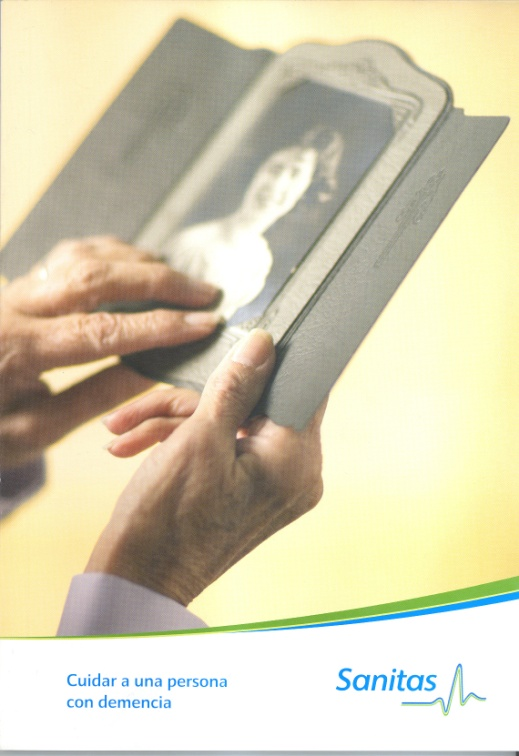 Cuidar a una persona
con demencia
Sanitas